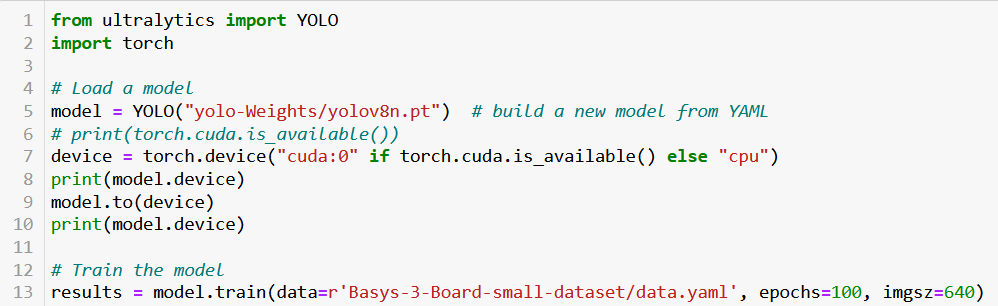 1 from ultralytics import YOLO
2 import torch
3
4 # Load a model
5 model = YOLO("yolo-Weights/yolov8n.pt")  # build a new model from YAML
6 # print(torch.cuda.is_available())
7 device = torch.device("cuda:0" if torch.cuda.is_available() else "cpu")
8 print(model.device)
9 model.to(device)
10 print(model.device)
11
12 # Train the model
13 results = model.train(data=r'Basys-3-Board-small-dataset/data.yaml', epochs=100, imgsz=640)